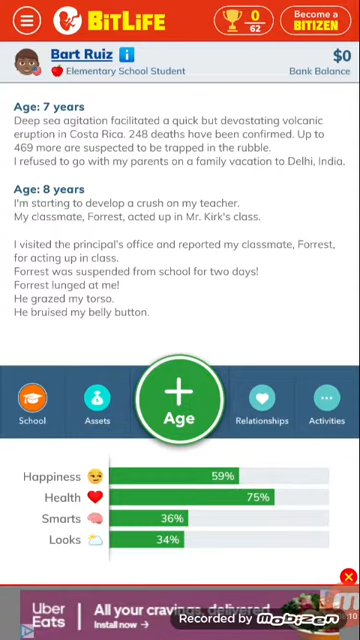 BitLife
0
62
Become a
BITIZEN
Bart Ruiz i
Elementary School Student
$0
Bank Balance
Age: 7 years
Deep sea agitation facilitated a quick but devastating volcanic
eruption in Costa Rica. 248 deaths have been confirmed. Up to
469 more are suspected to be trapped in the rubble.
I refused to go with my parents on a family vacation to Delhi, India.
Age: 8 years
I'm starting to develop a crush on my teacher.
My classmate, Forrest, acted up in Mr. Kirk's class.
I visited the principal's office and reported my classmate, Forrest,
for acting up in class.
Forrest was suspended from school for two days!
Forrest lunged at me!
He grazed my torso.
He bruised my belly button.
School
Assets
+
Age
Relationships
Activities
Happiness 59%
Health 75%
Smarts 36%
Looks 34%
Uber
Eats
All your cravings, delivered
Install now →
Recorded by Mobizen